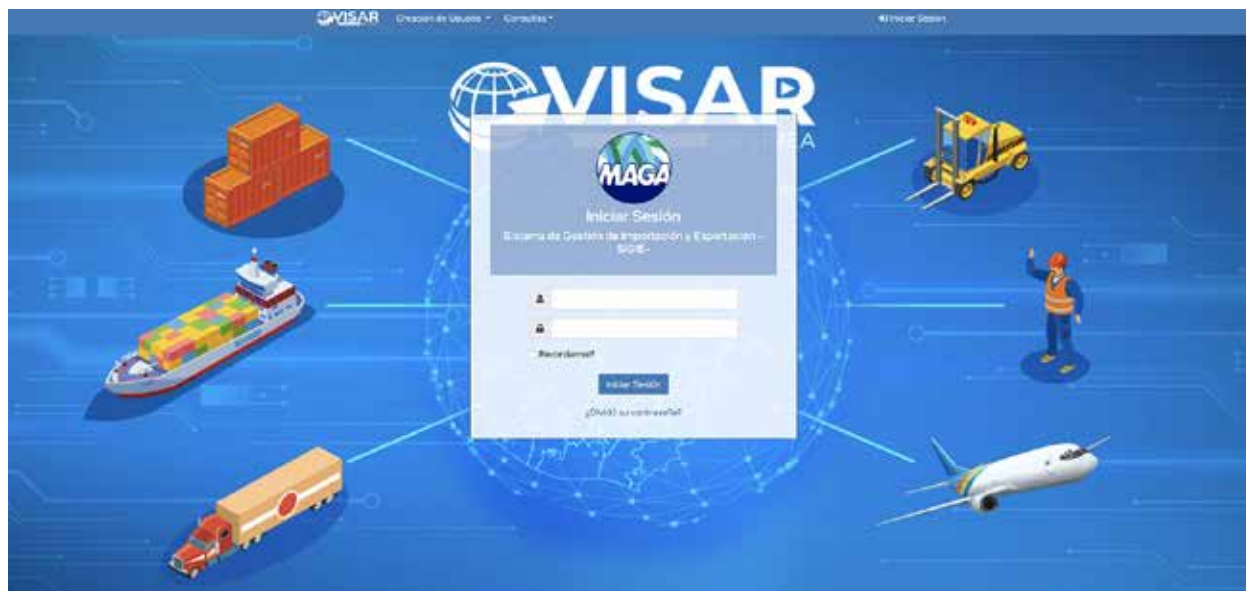 VISAR Creación de Usuario Consultas Iniciar Sesión
VISAR
MAGA
Iniciar Sesión
Sistema de Gestión de Importación y Exportación -
SIGIE-
Recordarme?
Iniciar Sesión
¿Olvidó su contraseña?